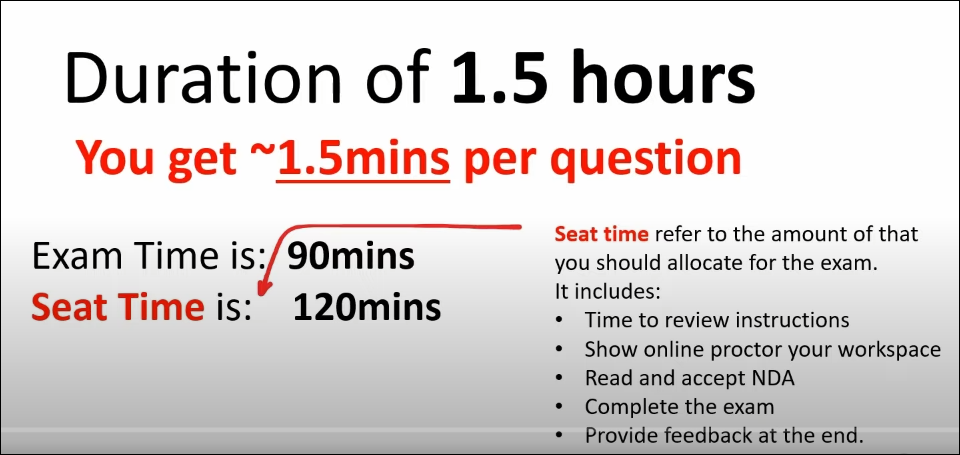 Duration of 1.5 hours
You get ~1.5mins per question
Exam Time is: 90mins
Seat Time is: 120mins
Seat time refer to the amount of that
you should allocate for the exam.
It includes:
• Time to review instructions
• Show online proctor your workspace
• Read and accept NDA
• Complete the exam
• Provide feedback at the end.